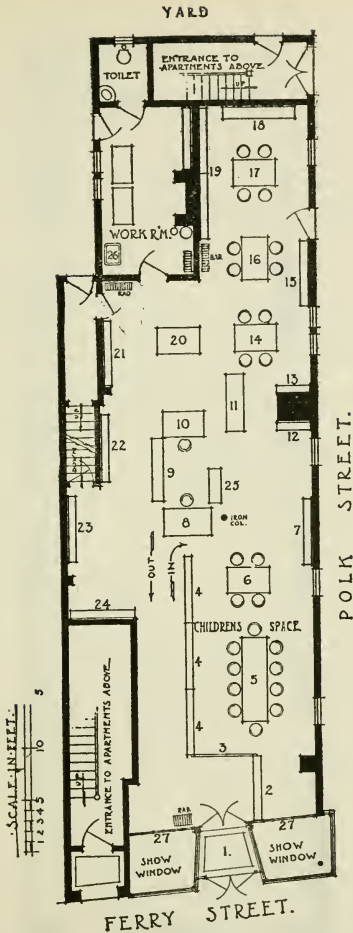 YARD
TOILET
ENTRANCE TO
APARTMENTS ABOVE
UP
18
17
19
WORK R'M.
26
RAD
16
15
RAD
21
20
14
13
11
12
10
22
UP
DOWN
9
25
23
8
IRON
COL.
7
OUT
IN
6
4
24
CHILDRENS SPACE
4
5
4
3
2
ENTRANCE TO APARTMENTS ABOVE
UP
RAD
27
SHOW
WINDOW
1.
27
SHOW
WINDOW
FERRY STREET.
POLK STREET.
SCALE·IN·FEET.
1 2 3 4 5
10
5